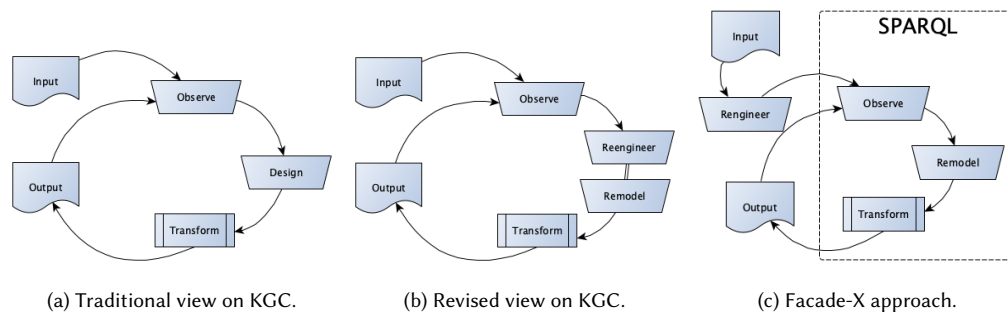 Input
Observe
Design
Transform
Output
(a) Traditional view on KGC.
Input
Observe
Reengineer
Remodel
Transform
Output
(b) Revised view on KGC.
SPARQL
Input
Rengineer
Observe
Remodel
Transform
Output
(c) Facade-X approach.